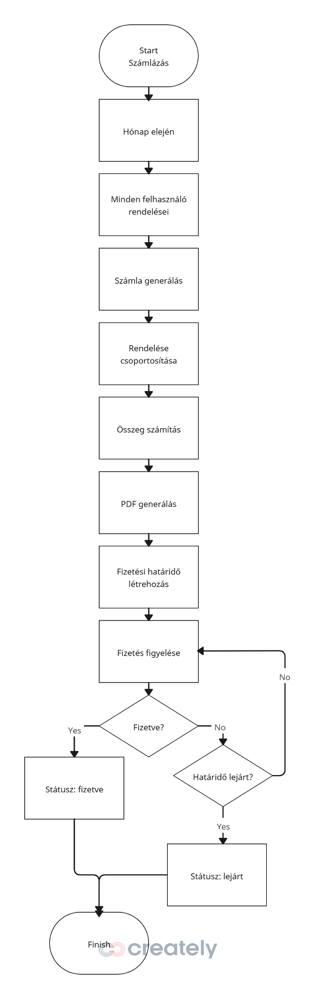 Start
Számlázás
Hónap elején
Minden felhasználó
rendelései
Számla generálás
Rendelése
csoportosítása
Összeg számítás
PDF generálás
Fizetési határidő
létrehozás
Fizetés figyelése
No
Fizetve?
Yes
No
Határidő lejárt?
Státusz: fizetve
Yes
Státusz: lejárt
Finish
creately